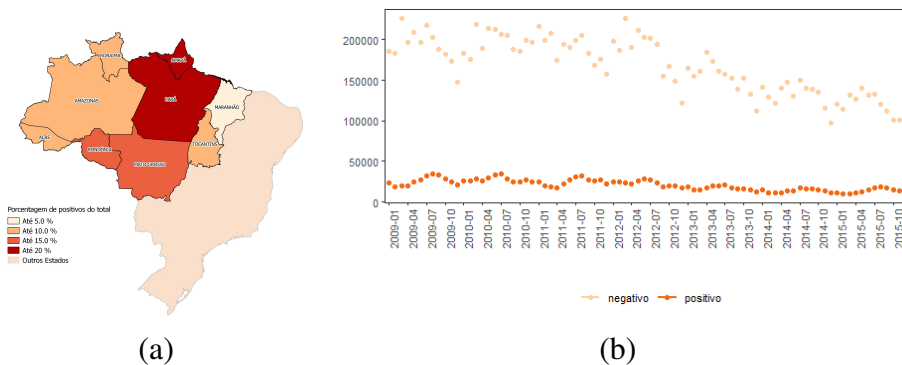 RORAIMA
AMAPÁ
AMAZONAS
PARÁ
MARANHÃO
ACRE
RONDÔNIA
TOCANTINS
MATO GROSSO
Porcentagem de positivos do total
Até 5.0 %
Até 10.0 %
Até 15.0 %
Até 20 %
Outros Estados
(a)
200000
150000
100000
50000
0
2009-01
2009-04
2009-07
2009-10
2010-01
2010-04
2010-07
2010-10
2011-01
2011-04
2011-07
2011-10
2012-01
2012-04
2012-07
2012-10
2013-01
2013-04
2013-07
2013-10
2014-01
2014-04
2014-07
2014-10
2015-01
2015-04
2015-07
2015-10
negativo positivo
(b)